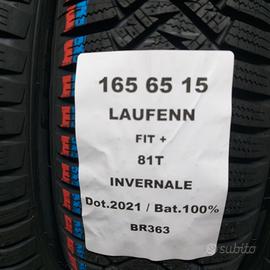 165 65 15
LAUFENN
FIT +
81T
INVERNALE
Dot.2021 / Bat.100%
BR363
subito